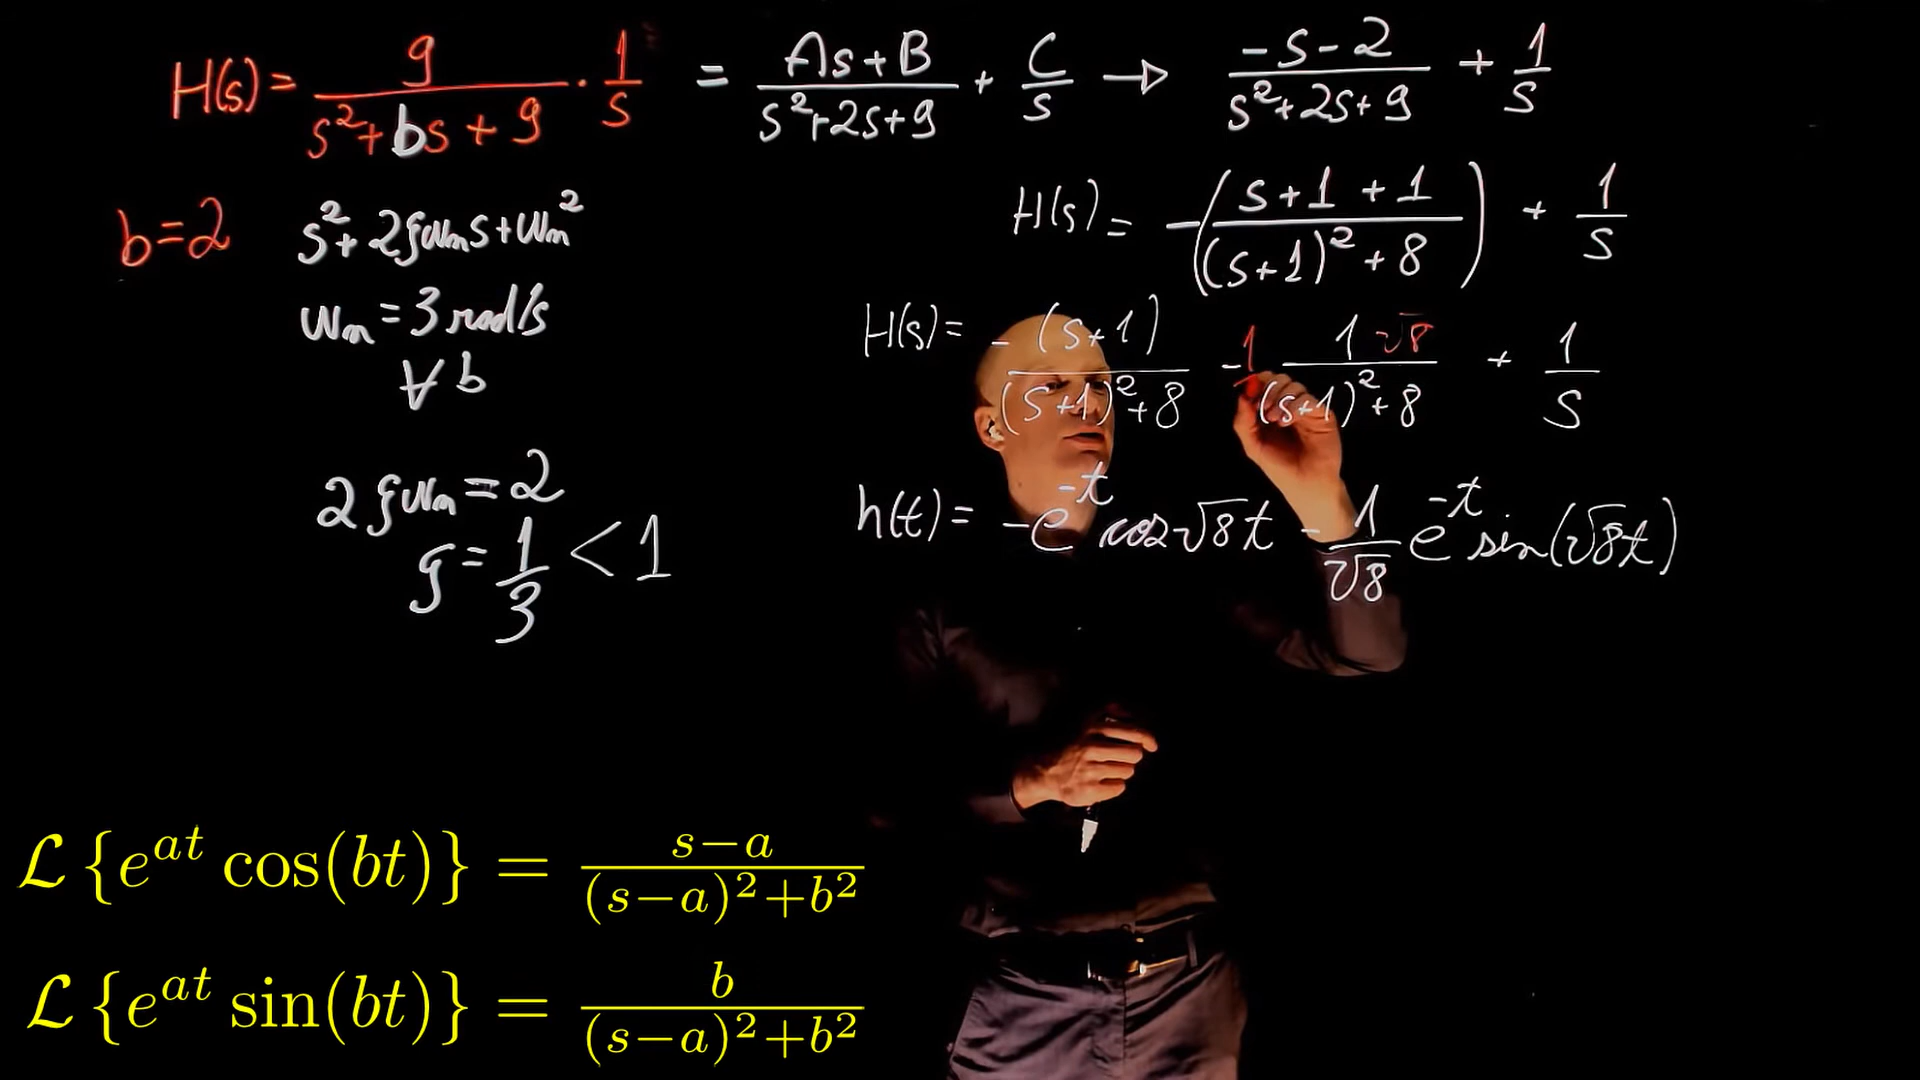 H(s) = 9/(s² + bs + 9) · 1/s = (As + B)/(s² + 2s + 9) + C/s → (-s - 2)/(s² + 2s + 9) + 1/s
b = 2
s² + 2ζωₙs + ωₙ²
ωₙ = 3 rad/s
∀ b
2ζωₙ = 2
ζ = 1/3 < 1
H(s) = -((s + 1 + 1)/((s+1)² + 8)) + 1/s
H(s) = -(s+1)/((s+1)² + 8) - 1 1√8/((s+1)² + 8) + 1/s
h(t) = -e^{-t} cos √8t - 1/√8 e^{-t} sin(√8t)
ℒ{e^{at} cos(bt)} = (s-a)/((s-a)²+b²)
ℒ{e^{at} sin(bt)} = b/((s-a)²+b²)